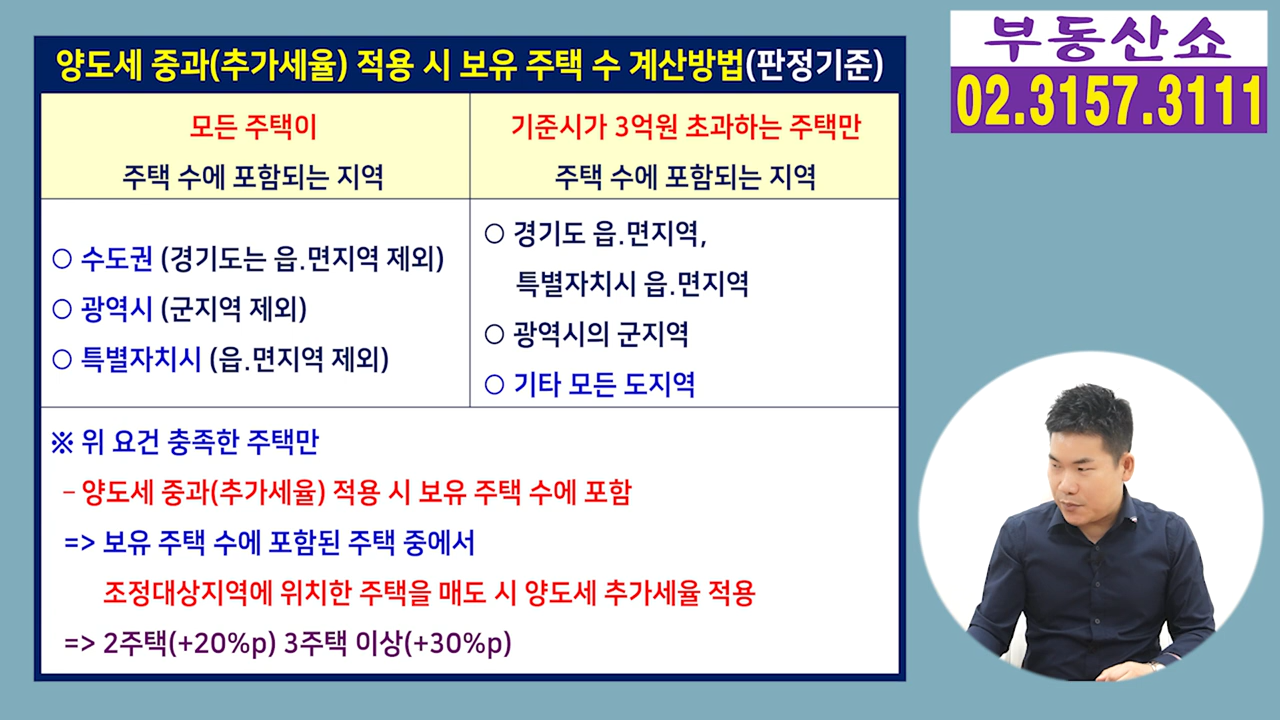 양도세 중과(추가세율) 적용 시 보유 주택 수 계산방법(판정기준)
모든 주택이
주택 수에 포함되는 지역
기준시가 3억원 초과하는 주택만
주택 수에 포함되는 지역
○ 수도권 (경기도는 읍.면지역 제외)
○ 광역시 (군지역 제외)
○ 특별자치시 (읍.면지역 제외)
○ 경기도 읍.면지역,
특별자치시 읍.면지역
○ 광역시의 군지역
○ 기타 모든 도지역
※ 위 요건 충족한 주택만
- 양도세 중과(추가세율) 적용 시 보유 주택 수에 포함
=> 보유 주택 수에 포함된 주택 중에서
조정대상지역에 위치한 주택을 매도 시 양도세 추가세율 적용
=> 2주택(+20%p) 3주택 이상(+30%p)
부동산쇼
02.3157.3111